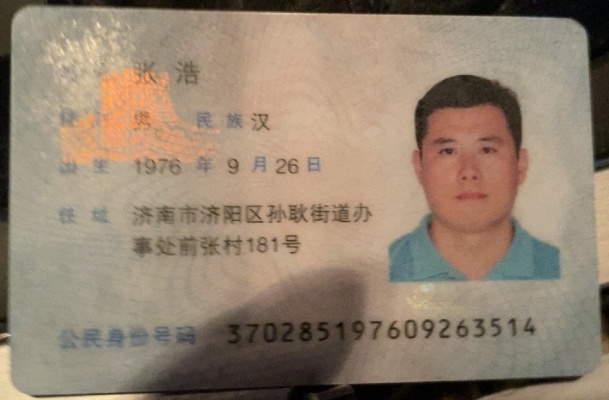 姓 名 张浩
性 别 男 民族 汉
出 生 1976 年 9 月 26 日
住 址 济南市济阳区孙耿街道办
事处前张村181号
公民身份号码 370285197609263514